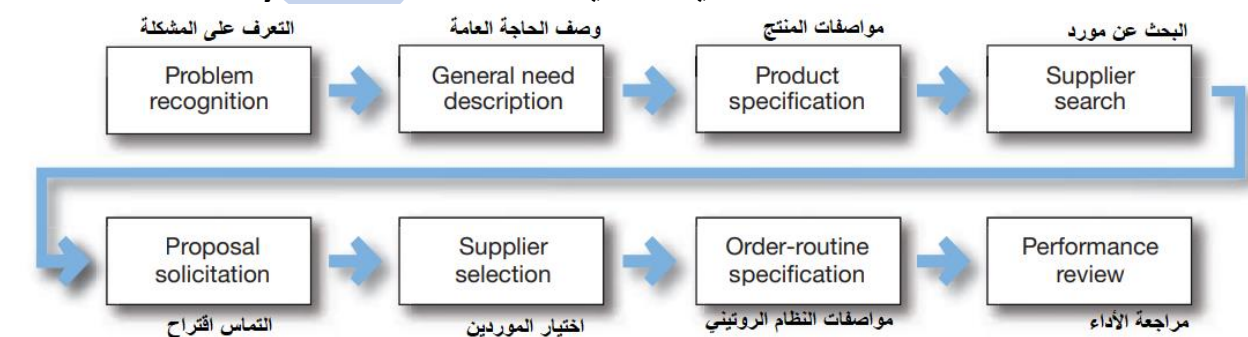 التعرف على المشكلة
وصف الحاجة العامة
مواصفات المنتج
البحث عن مورد
Problem
recognition
General need
description
Product
specification
Supplier
search
Proposal
solicitation
Supplier
selection
Order-routine
specification
Performance
review
التماس اقتراح
اختيار الموردين
مواصفات النظام الروتيني
مراجعة الأداء